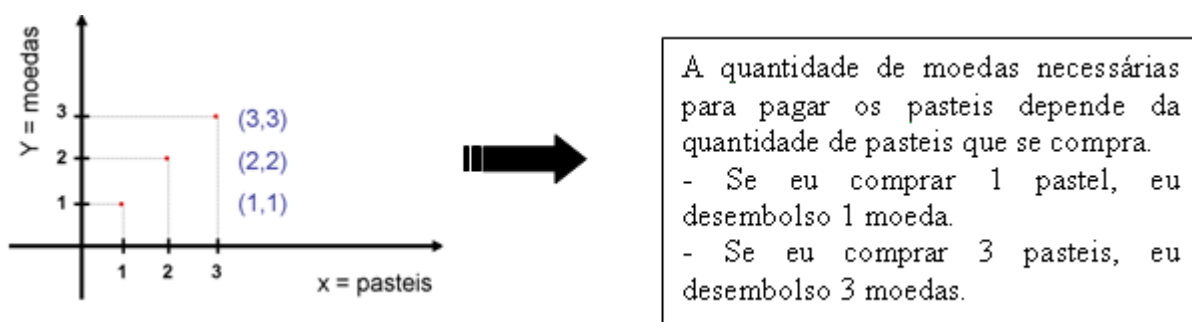 Y = moedas
3
2
1
(3,3)
(2,2)
(1,1)
1 2 3
x = pasteis
A quantidade de moedas necessárias
para pagar os pasteis depende da
quantidade de pasteis que se compra.
- Se eu comprar 1 pastel, eu
desembolso 1 moeda.
- Se eu comprar 3 pasteis, eu
desembolso 3 moedas.